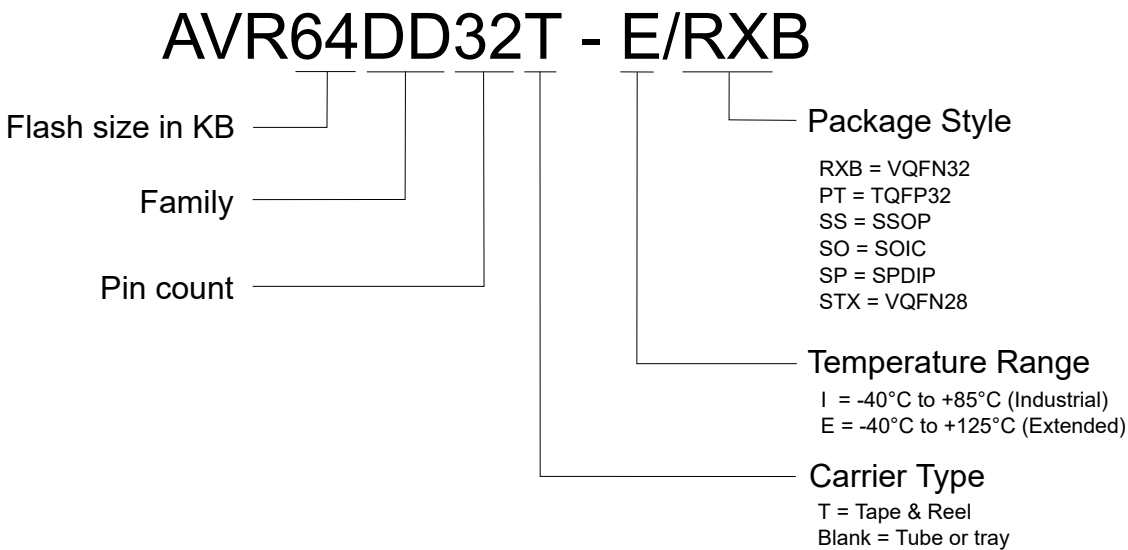 AVR64DD32T - E/RXB
Flash size in KB
Family
Pin count
Package Style
RXB = VQFN32
PT = TQFP32
SS = SSOP
SO = SOIC
SP = SPDIP
STX = VQFN28
Temperature Range
I = -40°C to +85°C (Industrial)
E = -40°C to +125°C (Extended)
Carrier Type
T = Tape & Reel
Blank = Tube or tray